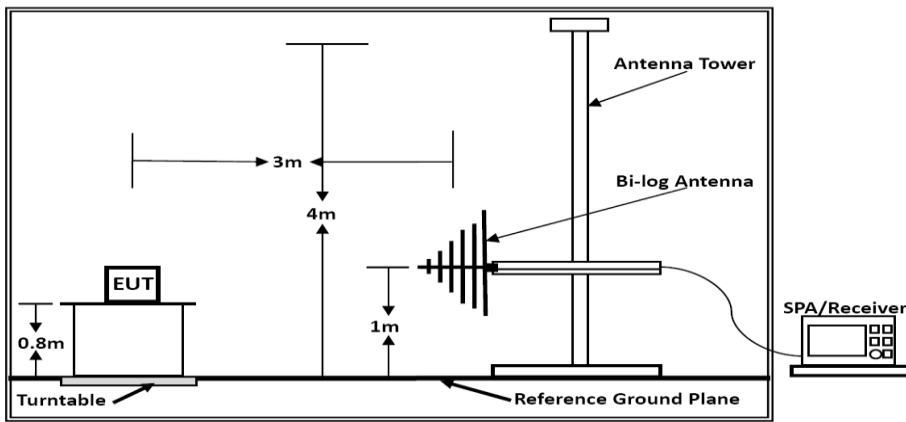 Antenna Tower
3m
Bi-log Antenna
4m
EUT
SPA/Receiver
0.8m
1m
Turntable
Reference Ground Plane